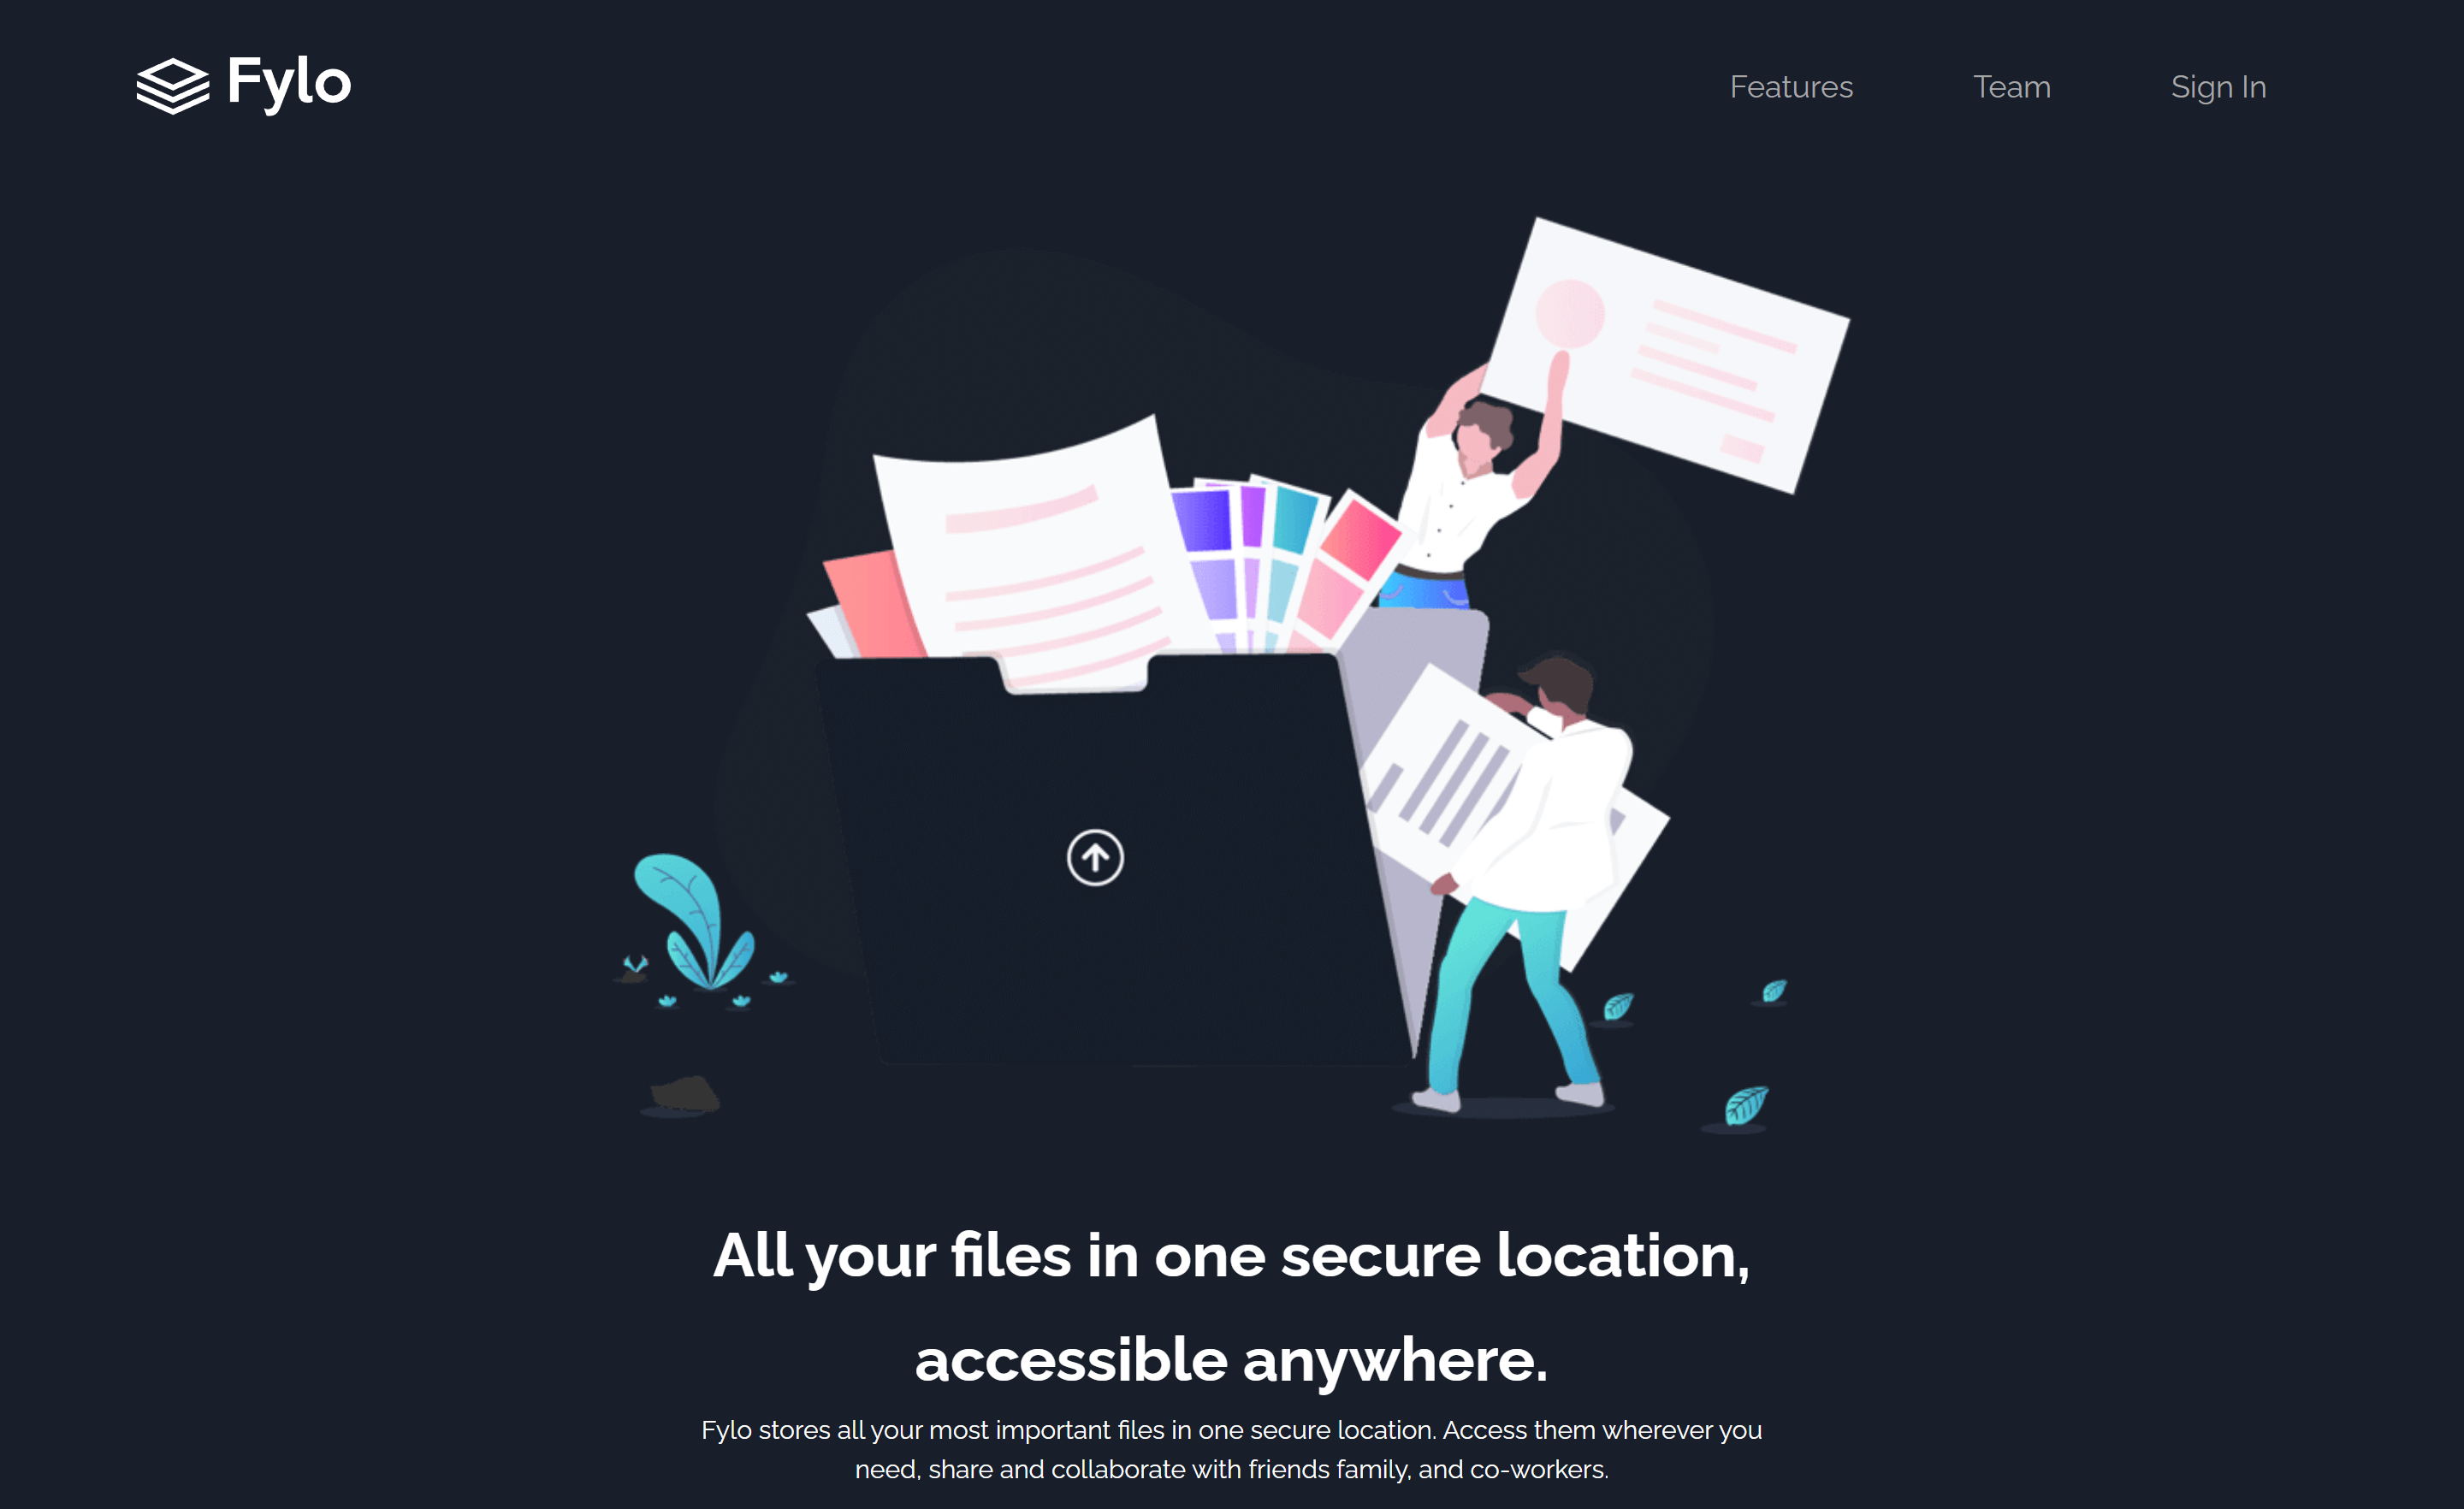 Fylo
Features
Team
Sign In
All your files in one secure location,
accessible anywhere.
Fylo stores all your most important files in one secure location. Access them wherever you
need, share and collaborate with friends family, and co-workers.